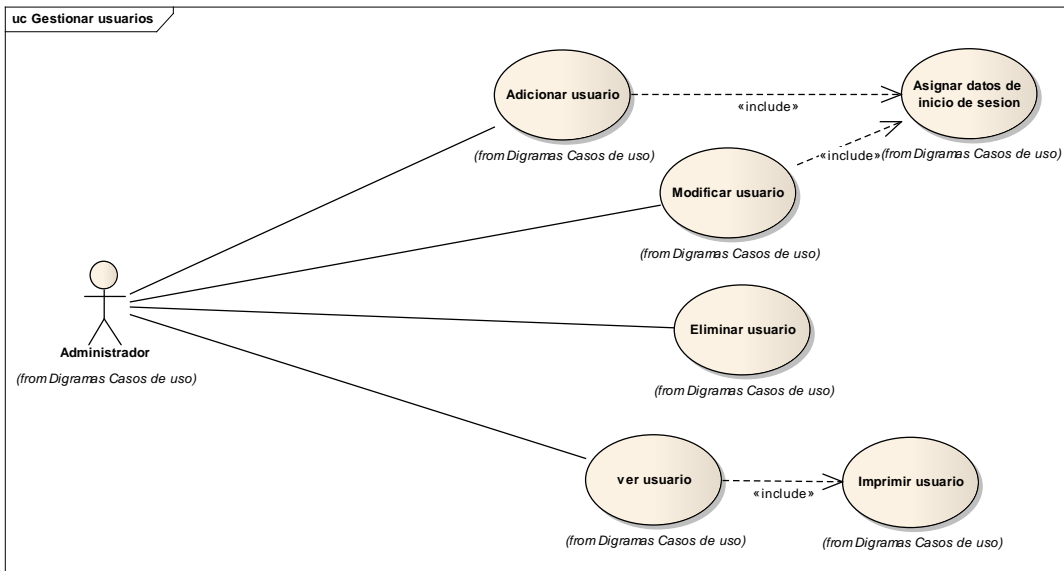 uc Gestionar usuarios
Adicionar usuario
(from Digramas Casos de uso)
«include»
Asignar datos de
inicio de sesion
(from Digramas Casos de uso)
«include»
Modificar usuario
(from Digramas Casos de uso)
Administrador
(from Digramas Casos de uso)
Eliminar usuario
(from Digramas Casos de uso)
ver usuario
(from Digramas Casos de uso)
«include»
Imprimir usuario
(from Digramas Casos de uso)